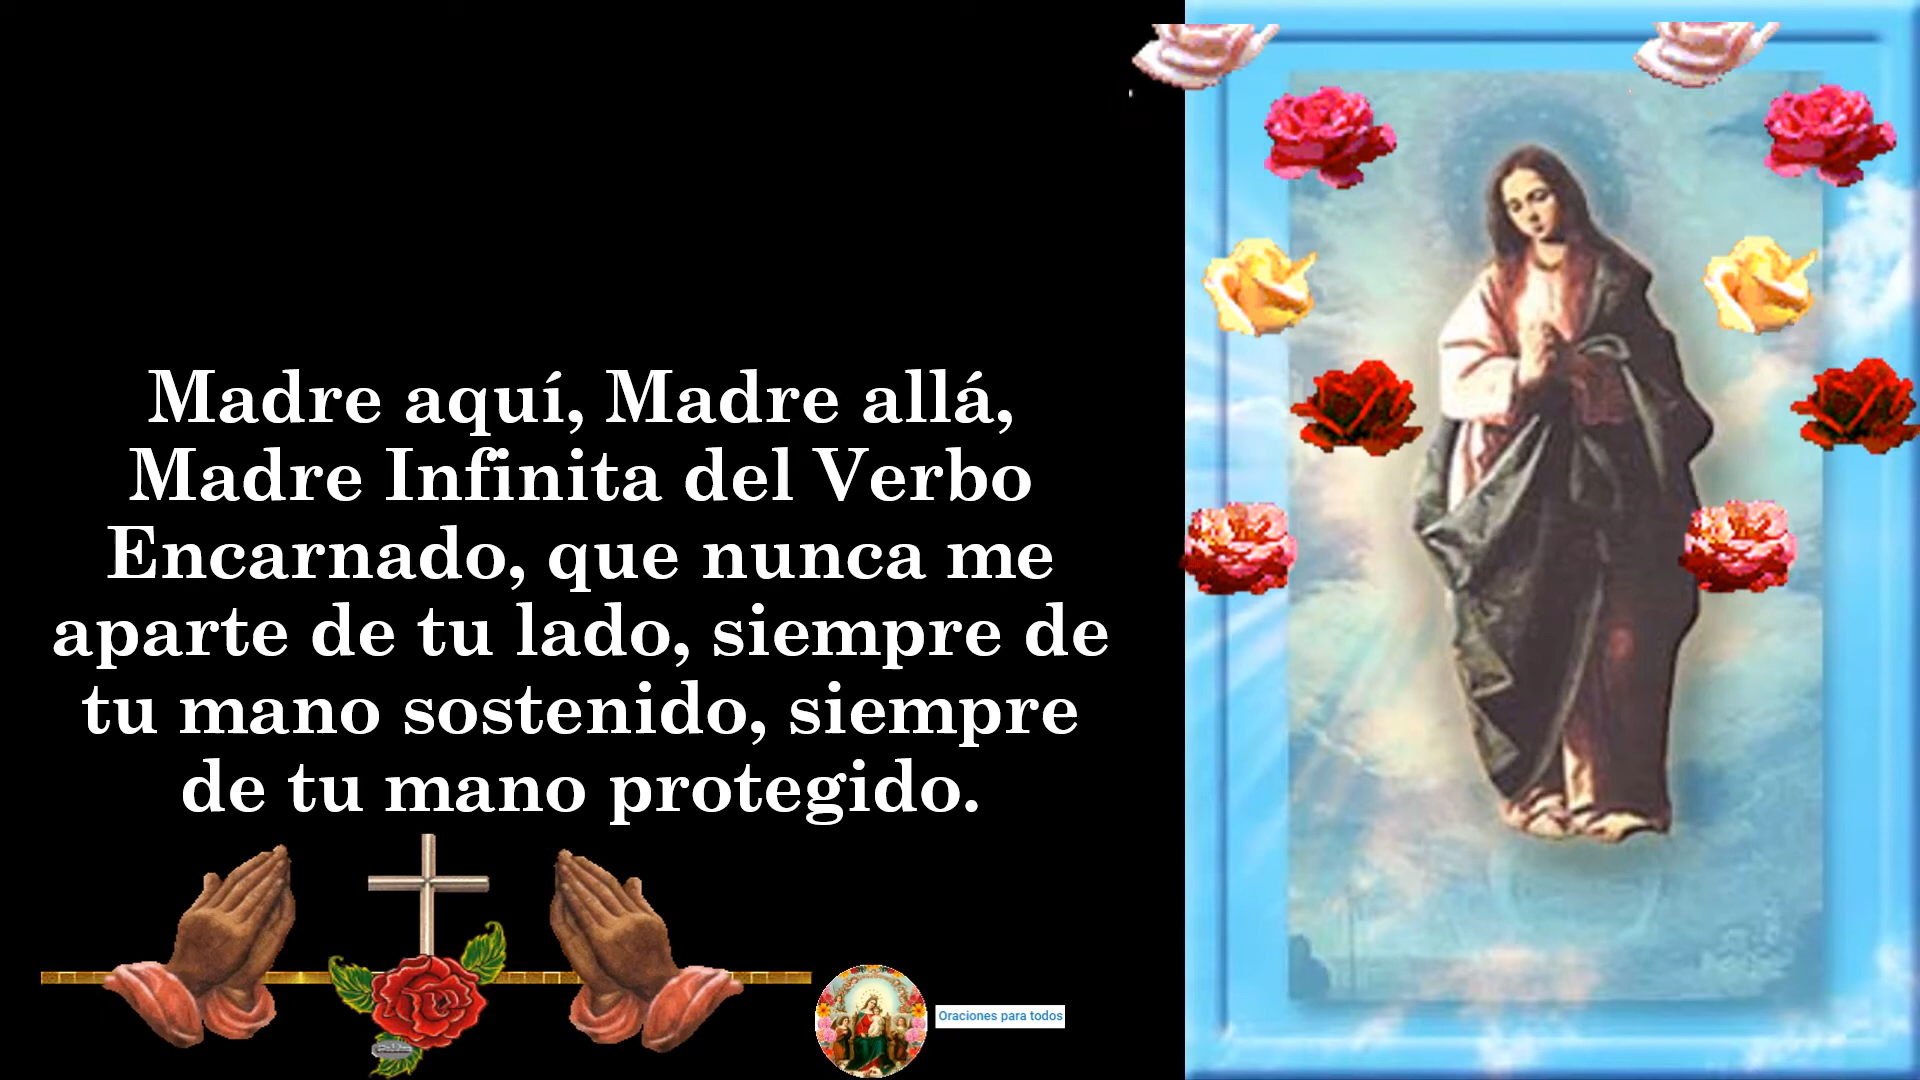 Madre aquí, Madre allá,
Madre Infinita del Verbo
Encarnado, que nunca me
aparte de tu lado, siempre de
tu mano sostenido, siempre
de tu mano protegido.
Oraciones para todos